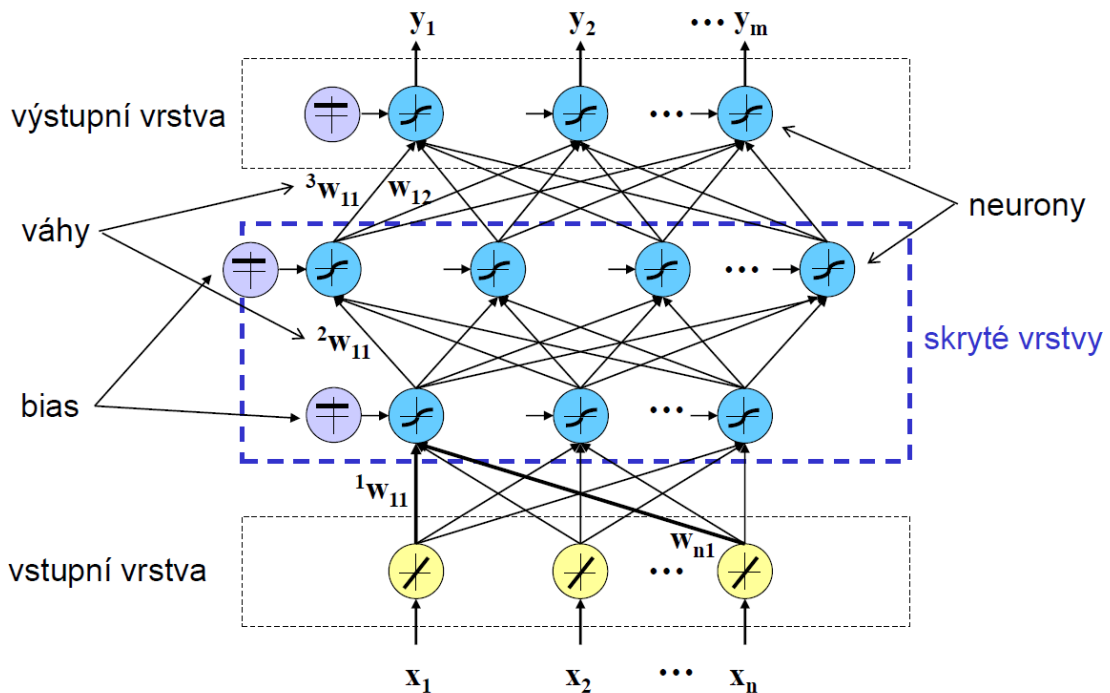 y₁ y₂ ··· yₘ
výstupní vrstva
···
³w₁₁ w₁₂
váhy
neurony
···
²w₁₁
skryté vrstvy
bias
···
¹w₁₁
wₙ₁
vstupní vrstva
···
x₁ x₂ ··· xₙ